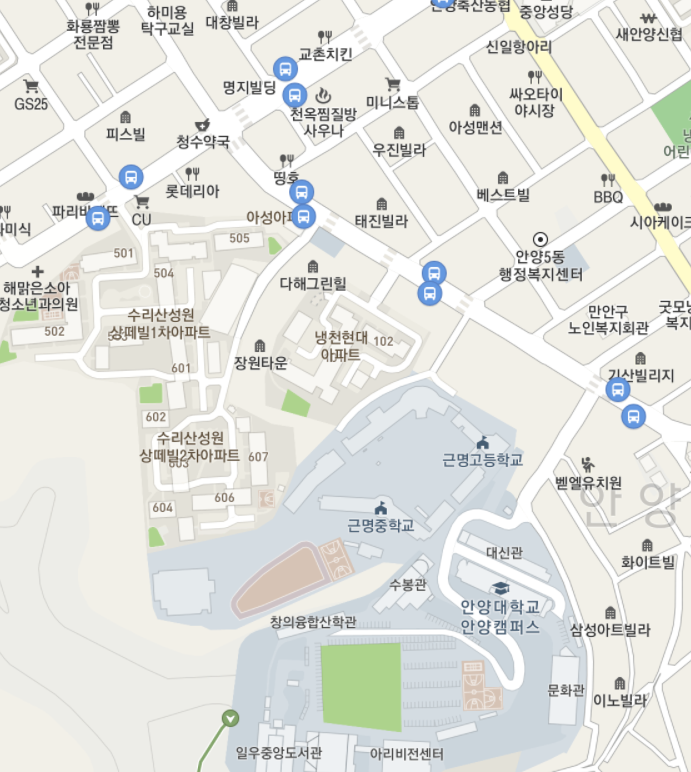 화룡짬뽕
전문점
하미용
탁구교실
대창빌라
안양축산농협
중앙성당
새안양신협
신일항아리
교촌치킨
명지빌딩
GS25
미니스톱
싸오타이
야시장
천옥찜질방
사우나
피스빌
청수약국
아성맨션
우진빌라
띵호
롯데리아
베스트빌
BBQ
시아케이크
CU
태진빌라
505
501
안양5동
행정복지센터
504
해맑은소아
청소년과의원
다해그린힐
수리산성원
상떼빌1차아파트
502
만안구
노인복지회관
냉천현대
아파트
102
601
장원타운
기산빌리지
602
수리산성원
상떼빌2차아파트
603
607
근명고등학교
벧엘유치원
606
604
안양
근명중학교
대신관
화이트빌
수봉관
안양대학교
안양캠퍼스
창의융합산학관
삼성아트빌라
문화관
이노빌라
일우중앙도서관
아리비전센터